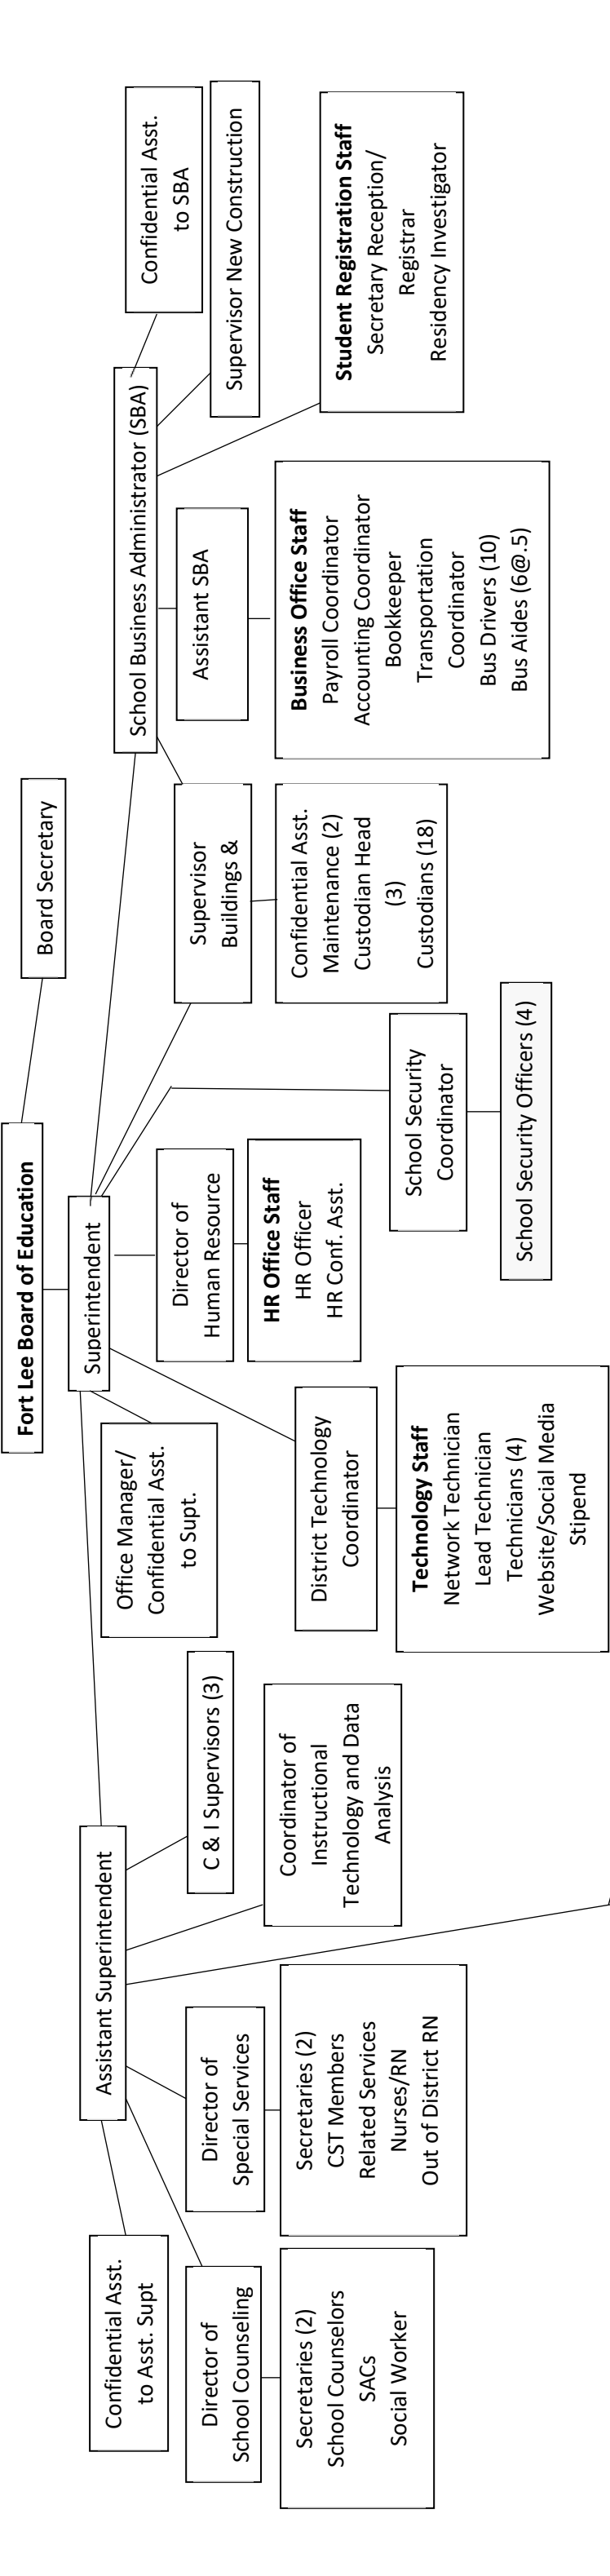 Fort Lee Board of Education
Board Secretary
Superintendent
Assistant Superintendent
School Business Administrator (SBA)
Confidential Asst.
to Asst. Supt
Office Manager/
Confidential Asst.
to Supt.
Confidential Asst.
to SBA
Director of
School Counseling
Director of
Special Services
C & I Supervisors (3)
Director of
Human Resource
Supervisor
Buildings &
Assistant SBA
Supervisor New Construction
Secretaries (2)
School Counselors
SACs
Social Worker
Secretaries (2)
CST Members
Related Services
Nurses/RN
Out of District RN
Coordinator of
Instructional
Technology and Data
Analysis
District Technology
Coordinator
HR Office Staff
HR Officer
HR Conf. Asst.
Confidential Asst.
Maintenance (2)
Custodian Head
(3)
Custodians (18)
Business Office Staff
Payroll Coordinator
Accounting Coordinator
Bookkeeper
Transportation
Coordinator
Bus Drivers (10)
Bus Aides (6@.5)
Student Registration Staff
Secretary Reception/
Registrar
Residency Investigator
Technology Staff
Network Technician
Lead Technician
Technicians (4)
Website/Social Media
Stipend
School Security
Coordinator
School Security Officers (4)